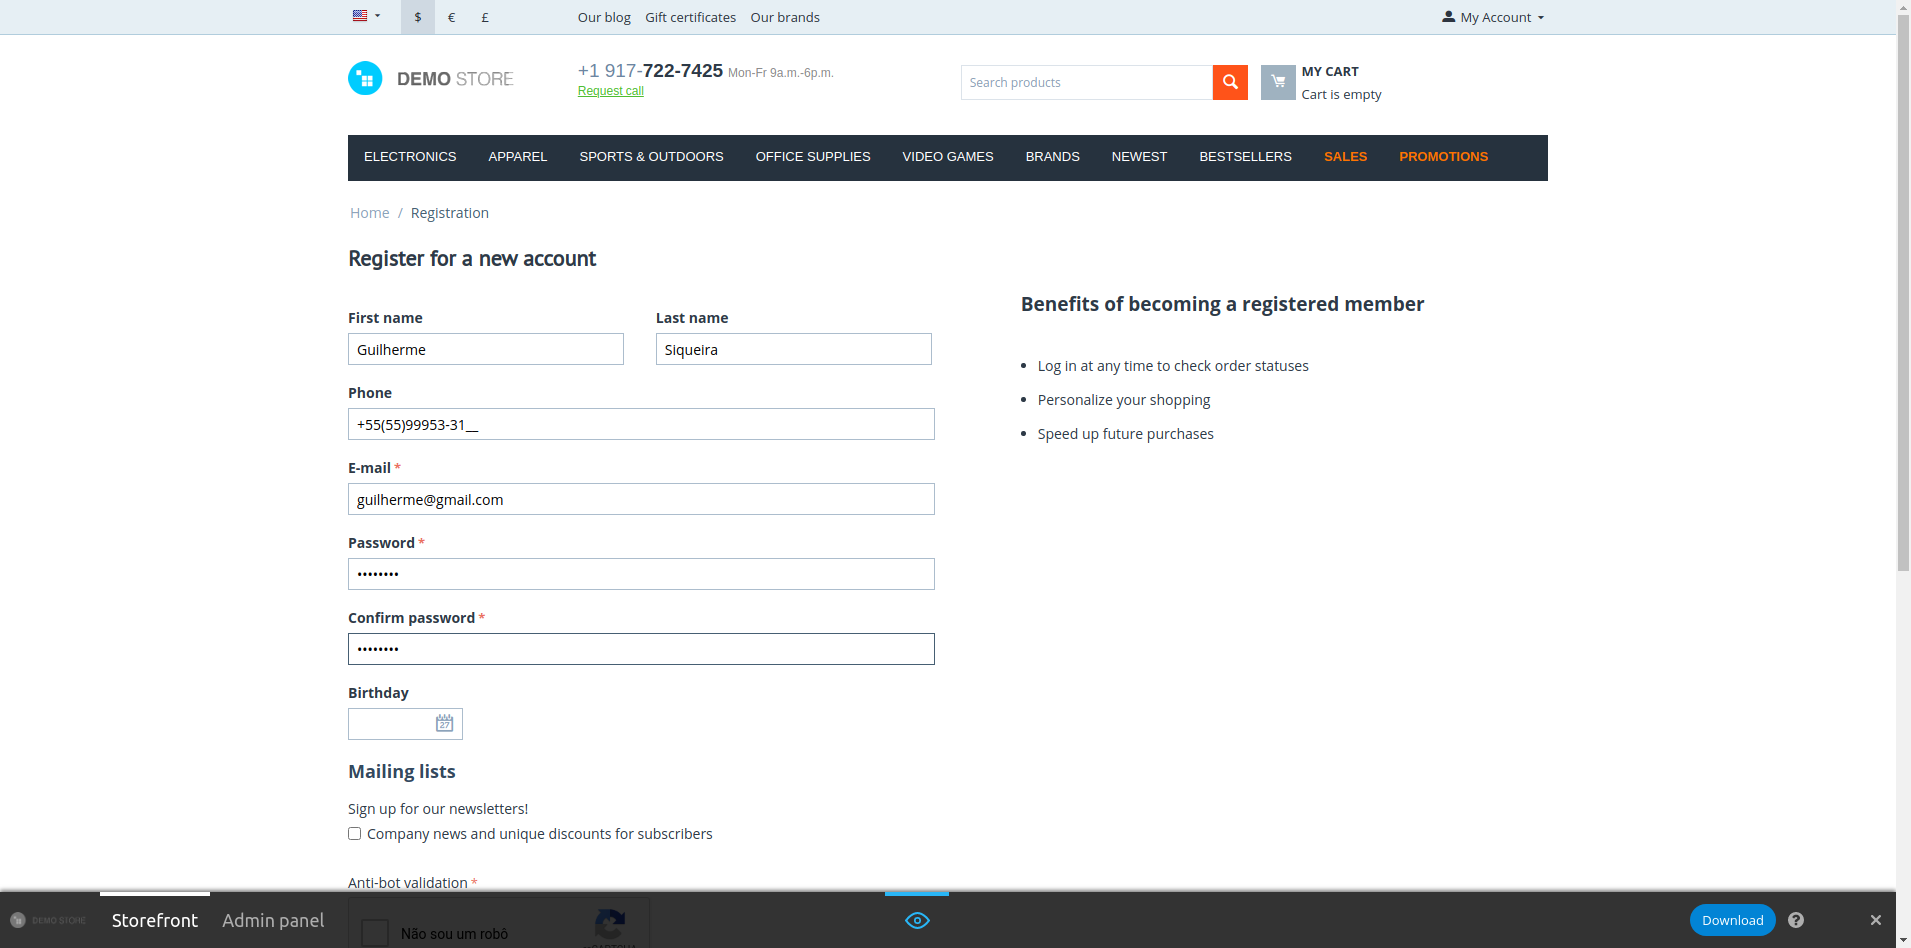 $ € £ Our blog Gift certificates Our brands My Account
DEMO STORE
+1 917-722-7425 Mon-Fr 9a.m.-6p.m.
Request call
Search products
MY CART
Cart is empty
ELECTRONICS APPAREL SPORTS & OUTDOORS OFFICE SUPPLIES VIDEO GAMES BRANDS NEWEST BESTSELLERS SALES PROMOTIONS
Home / Registration
Register for a new account
First name Last name
Guilherme Siqueira
Phone
+55(55)99953-31__
E-mail *
guilherme@gmail.com
Password *
••••••••
Confirm password *
••••••••
Birthday
27
Mailing lists
Sign up for our newsletters!
Company news and unique discounts for subscribers
Anti-bot validation *
Benefits of becoming a registered member
• Log in at any time to check order statuses
• Personalize your shopping
• Speed up future purchases
DEMO STORE Storefront Admin panel Download ?
Não sou um robô